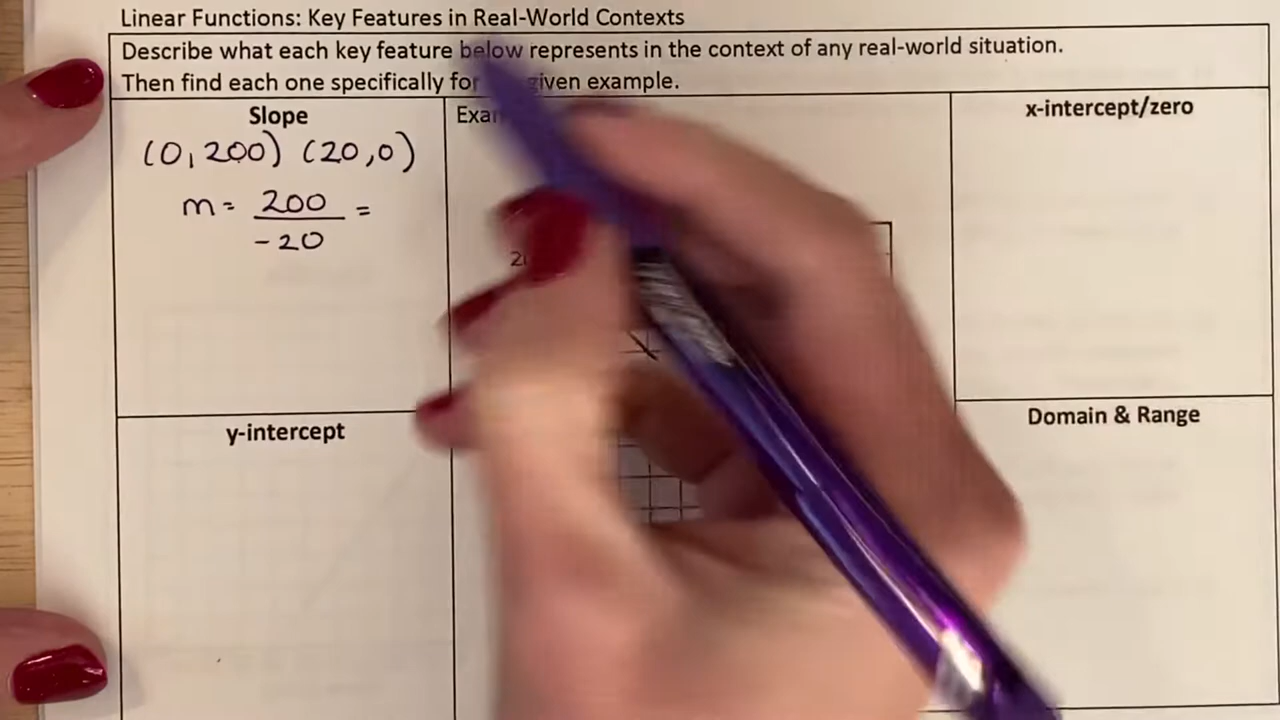 Linear Functions: Key Features in Real-World Contexts
Describe what each key feature below represents in the context of any real-world situation.
Then find each one specifically for given example.
Slope
(0,200) (20,0)
m = 200 / -20 =
x-intercept/zero
y-intercept
Domain & Range